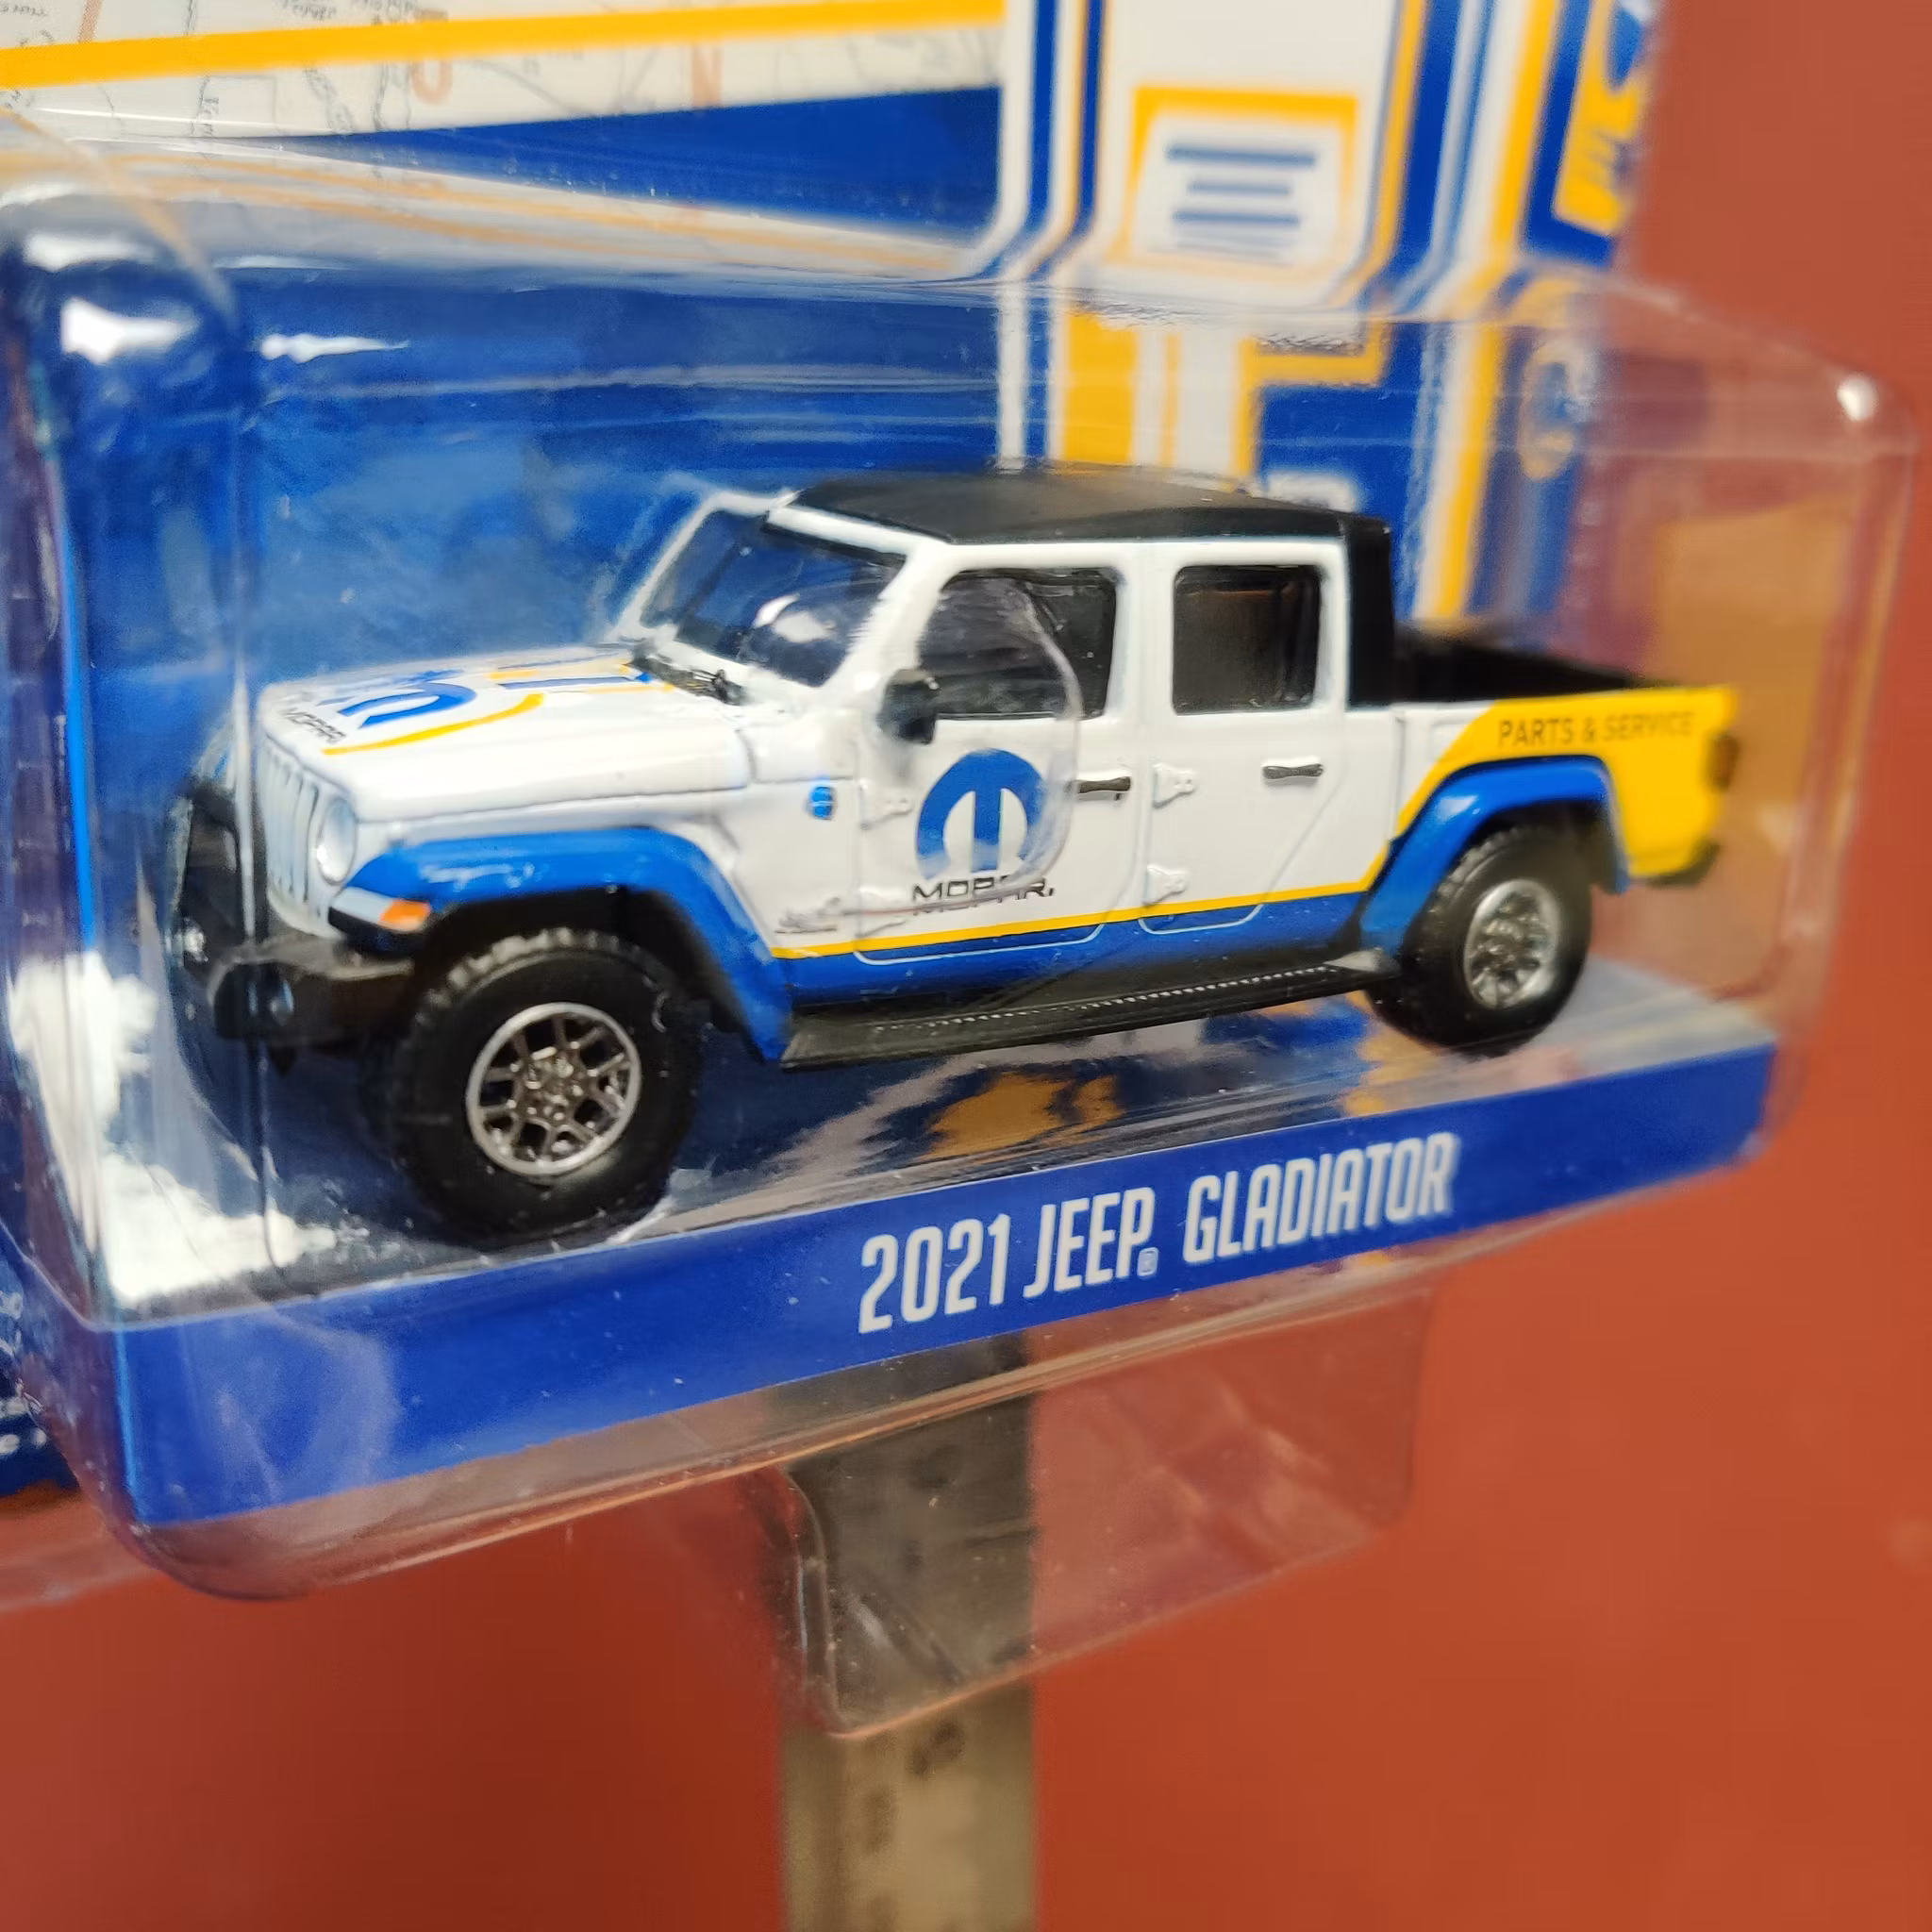 MOPAR
PARTS & SERVICE
MOPAR.
2021 JEEP® GLADIATOR